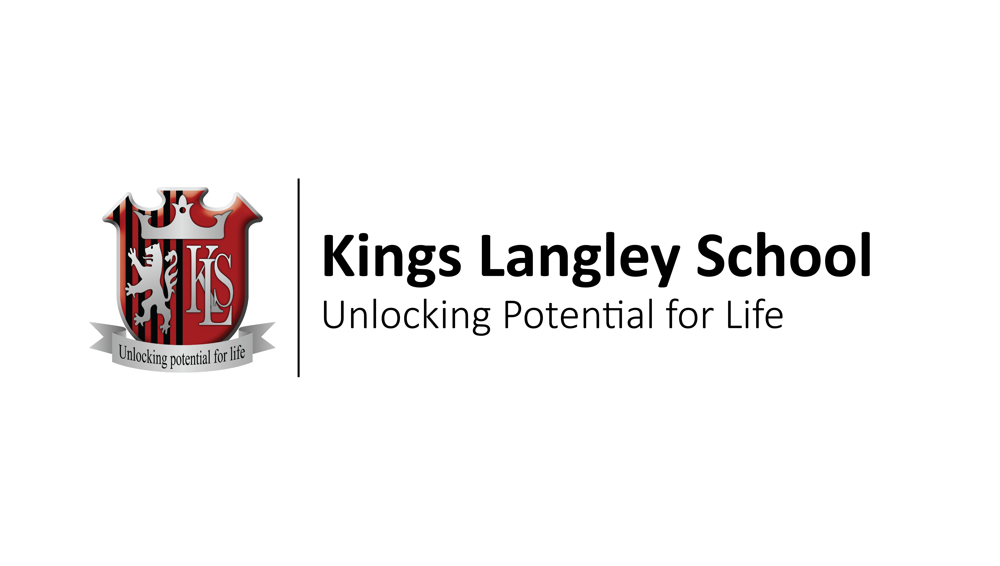 KLS
Unlocking potential for life
Kings Langley School
Unlocking Potential for Life